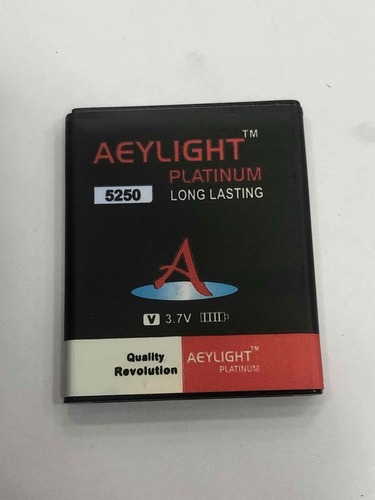 AEYLIGHT™
PLATINUM
5250 LONG LASTING
A
V 3.7V
Quality
Revolution
AEYLIGHT™
PLATINUM